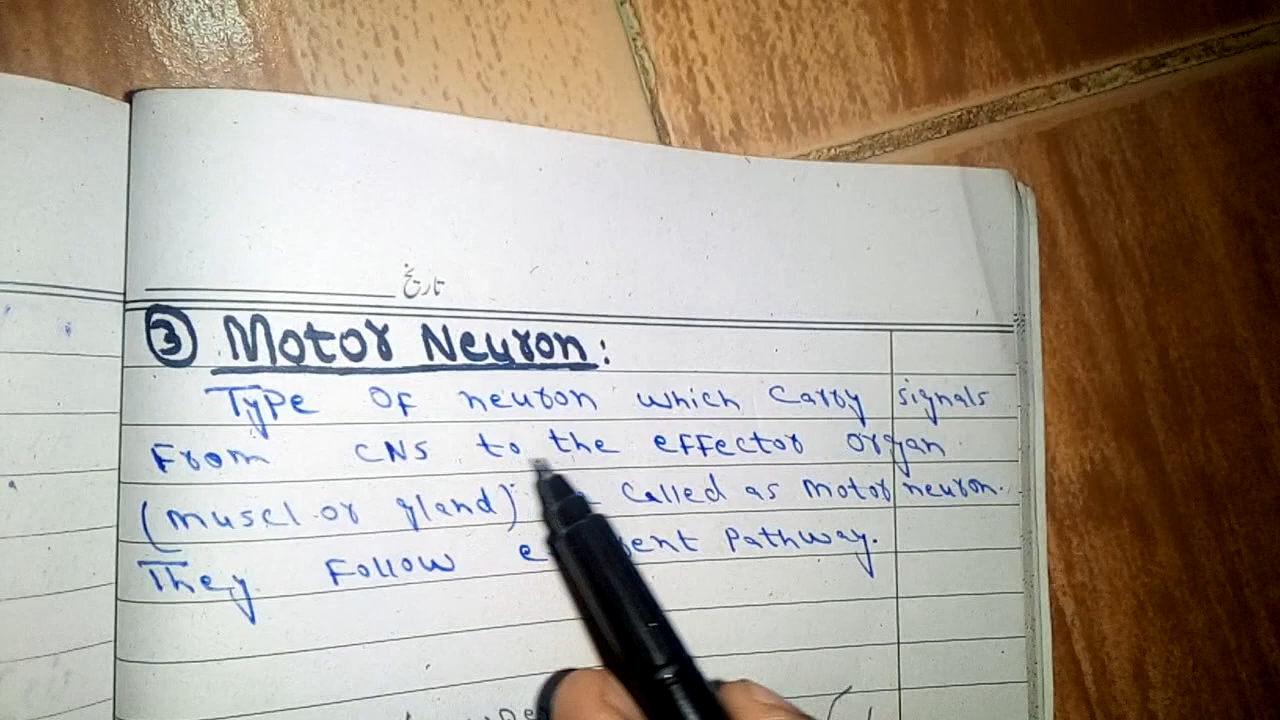 تاریخ
3 Motor Neuron:
Type of neuron which carry signals
From CNS to the effector organ
(muscl or gland) called as motor neuron.
They Follow pathway.